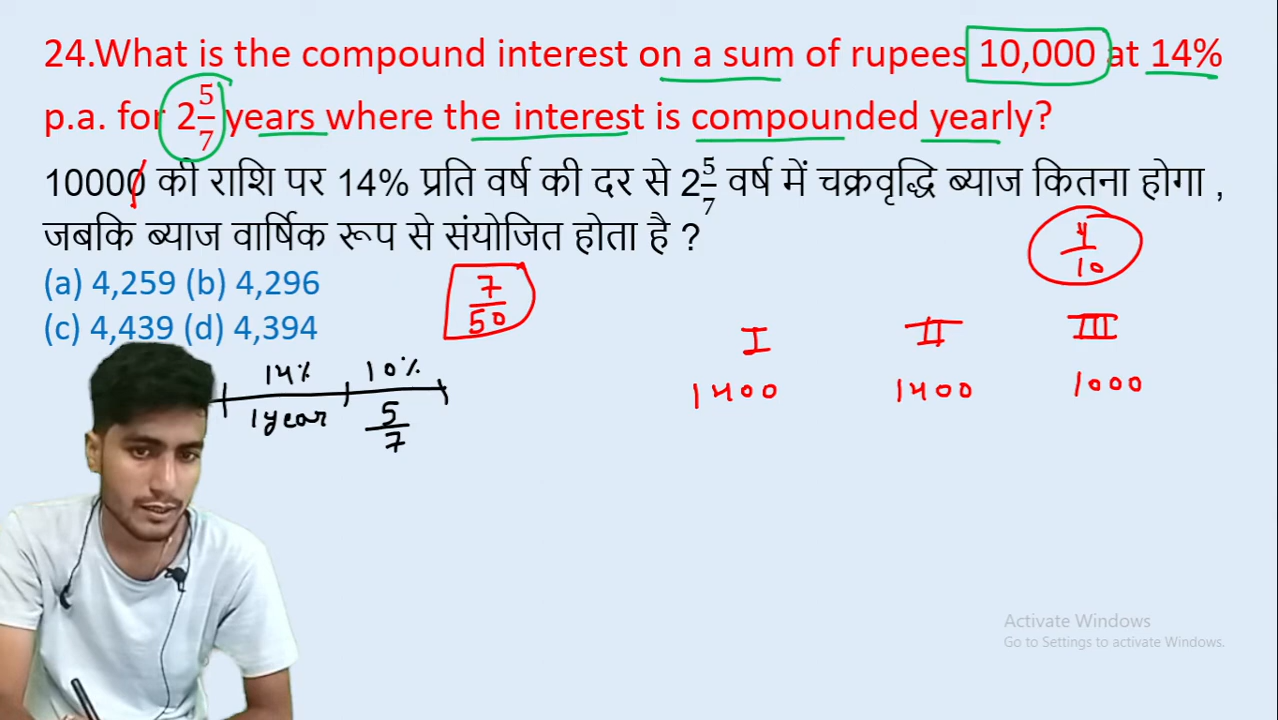 24.What is the compound interest on a sum of rupees 10,000 at 14%
p.a. for 2 5/7 years where the interest is compounded yearly?
10000 की राशि पर 14% प्रति वर्ष की दर से 2 5/7 वर्ष में चक्रवृद्धि ब्याज कितना होगा ,
जबकि ब्याज वार्षिक रूप से संयोजित होता है ?
(a) 4,259 (b) 4,296
(c) 4,439 (d) 4,394
7/50
1/10
I II III
14% 10%
1400 1400 1000
1year 5/7
Activate Windows
Go to Settings to activate Windows.